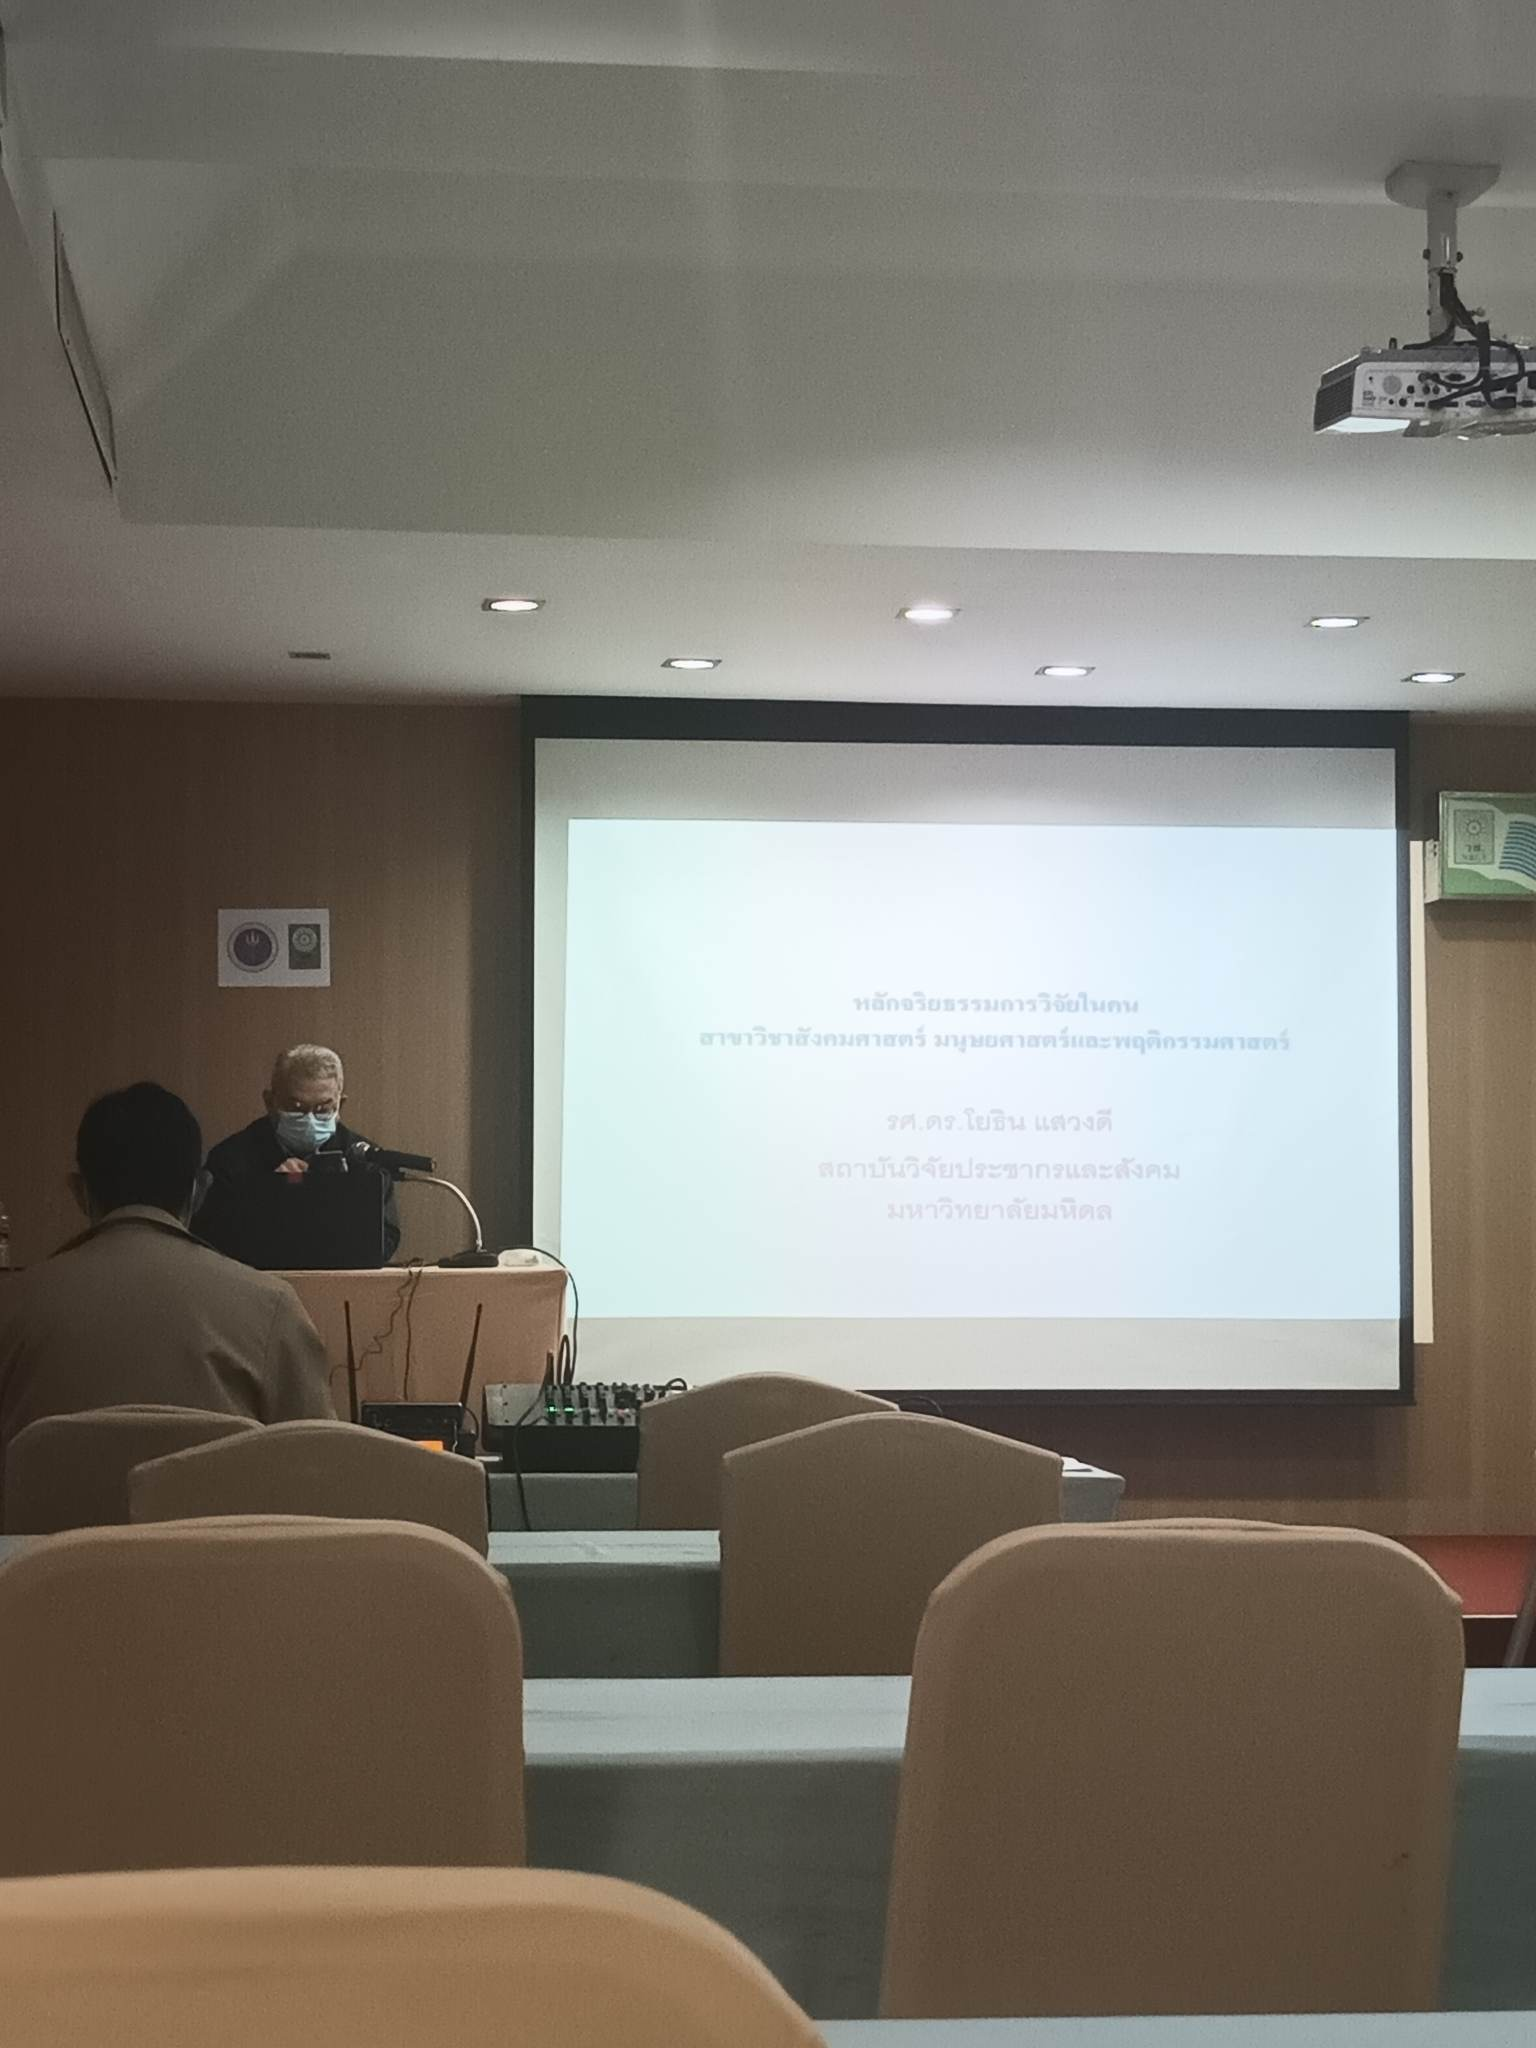 หลักจริยธรรมการวิจัยในคน
สาขาวิชาสังคมศาสตร์ มนุษยศาสตร์และพฤติกรรมศาสตร์
รศ.ดร.โยธิน แสวงดี
สถาบันวิจัยประชากรและสังคม
มหาวิทยาลัยมหิดล
วช.